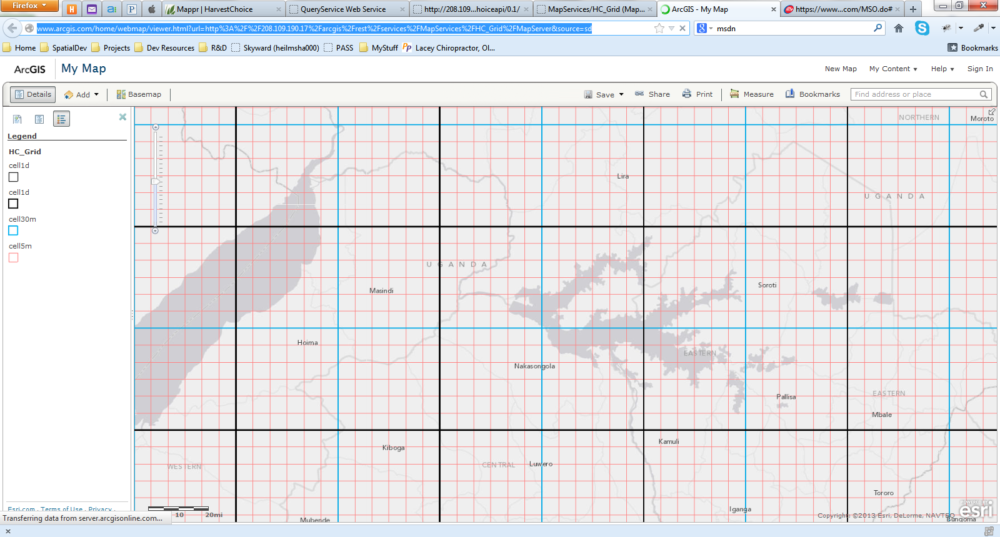 Firefox
Mappr | HarvestChoice
QueryService Web Service
http://208.109...hoiceapi/0.1/
MapServices/HC_Grid (Map...
ArcGIS - My Map
https://www...com/MSO.do#
www.arcgis.com/home/webmap/viewer.html?url=http%3A%2F%2F208.109.190.17%2Farcgis%2Frest%2Fservices%2FMapServices%2FHC_Grid%2FMapServer&source=sd
msdn
Home
SpatialDev
Projects
Dev Resources
R&D
Skyward (heilmsha000)
PASS
MyStuff
Lacey Chiropractor, Ol...
Bookmarks
ArcGIS
My Map
New Map
My Content
Help
Sign In
Details
Add
Basemap
Save
Share
Print
Measure
Bookmarks
Find address or place
Legend
HC_Grid
cell1d
cell1d
cell30m
cell5m
NORTHERN
Moroto
Lira
UGANDA
UGANDA
Masindi
Soroti
Hoima
EASTERN
Nakasongola
EASTERN
Pallisa
Mbale
Kamuli
Kiboga
WESTERN
CENTRAL
Luwero
Tororo
Iganga
Mubende
Bungoma
10 20mi
Esri.com . Terms of Use . Privacy .
Transferring data from server.arcgisonline.com...
Copyright: ©2013 Esri, DeLorme, NAVTEQ
POWERED BY
esri